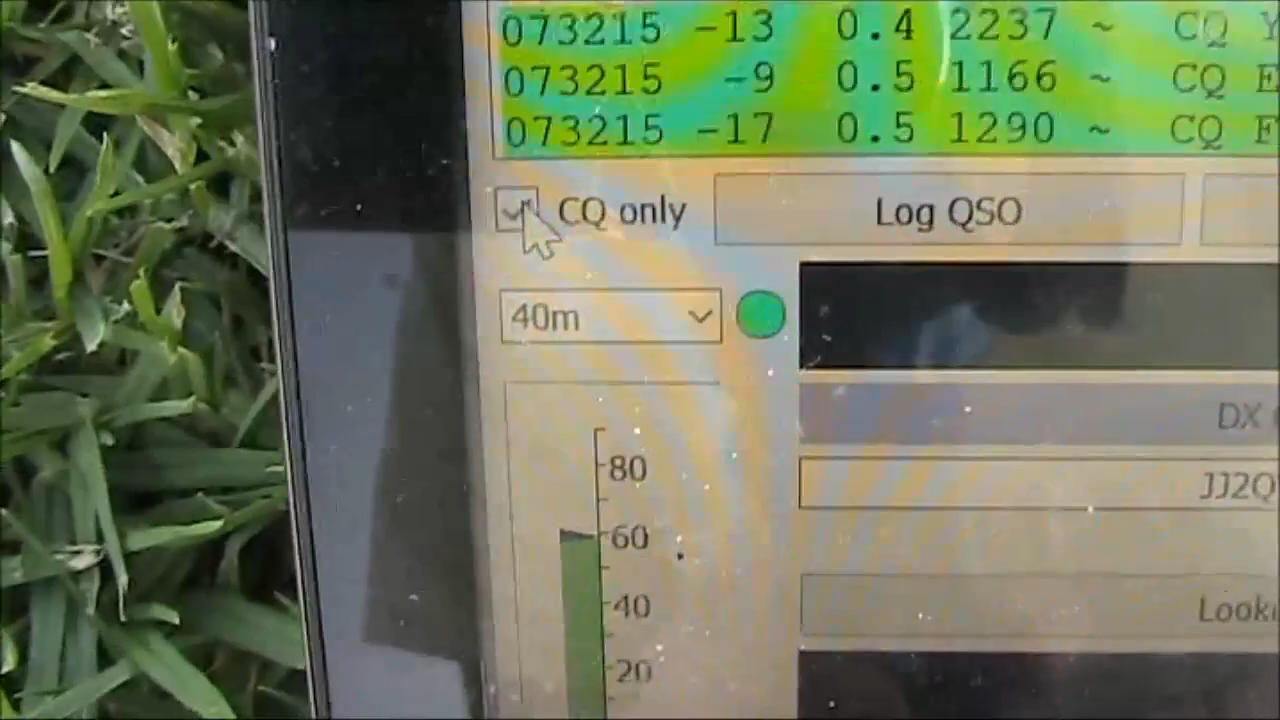 073215 -13 0.4 2237 ~ CQ
073215 -9 0.5 1166 ~ CQ
073215 -17 0.5 1290 ~ CQ
CQ only Log QSO
40m
DX
80
JJ2Q
60
40
20